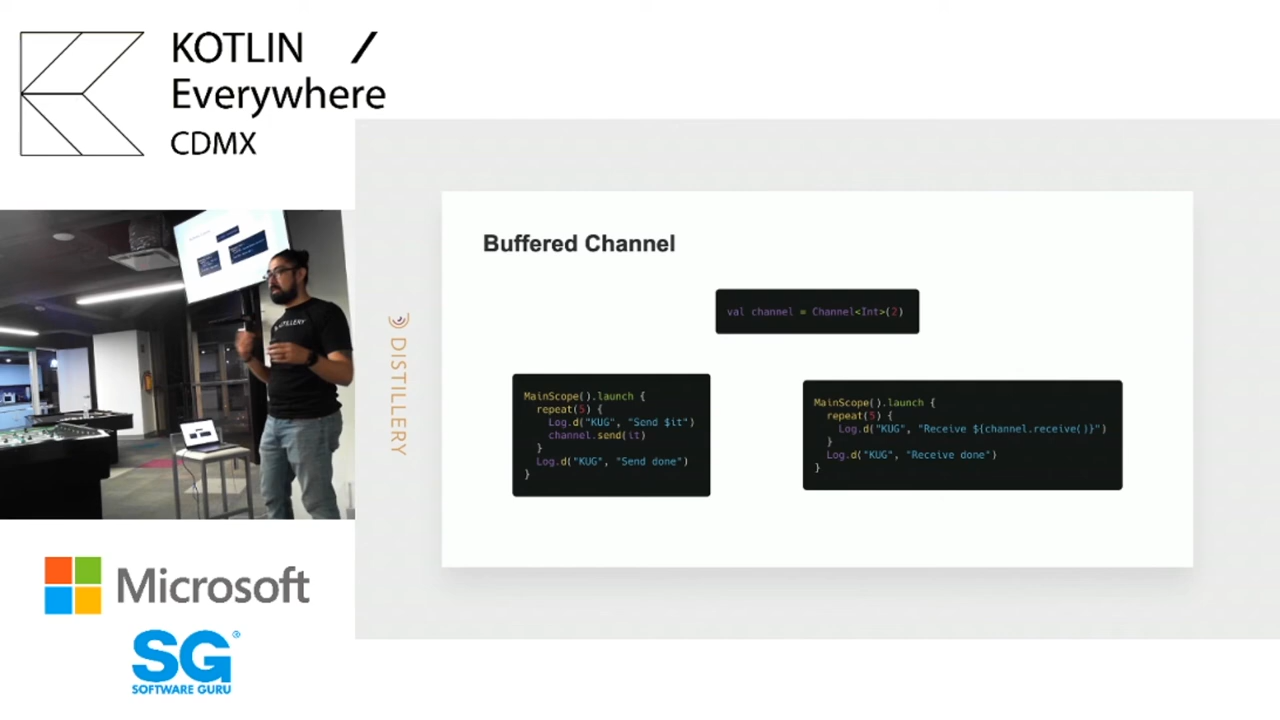 KOTLIN /
Everywhere
CDMX
DISTILLERY
Buffered Channel
val channel = Channel<Int>(2)
MainScope().launch {
repeat(5) {
Log.d("KUG", "Send $it")
channel.send(it)
}
Log.d("KUG", "Send done")
}
MainScope().launch {
repeat(5) {
Log.d("KUG", "Receive ${channel.receive()}")
}
Log.d("KUG", "Receive done")
}
Microsoft
SG®
SOFTWARE GURU